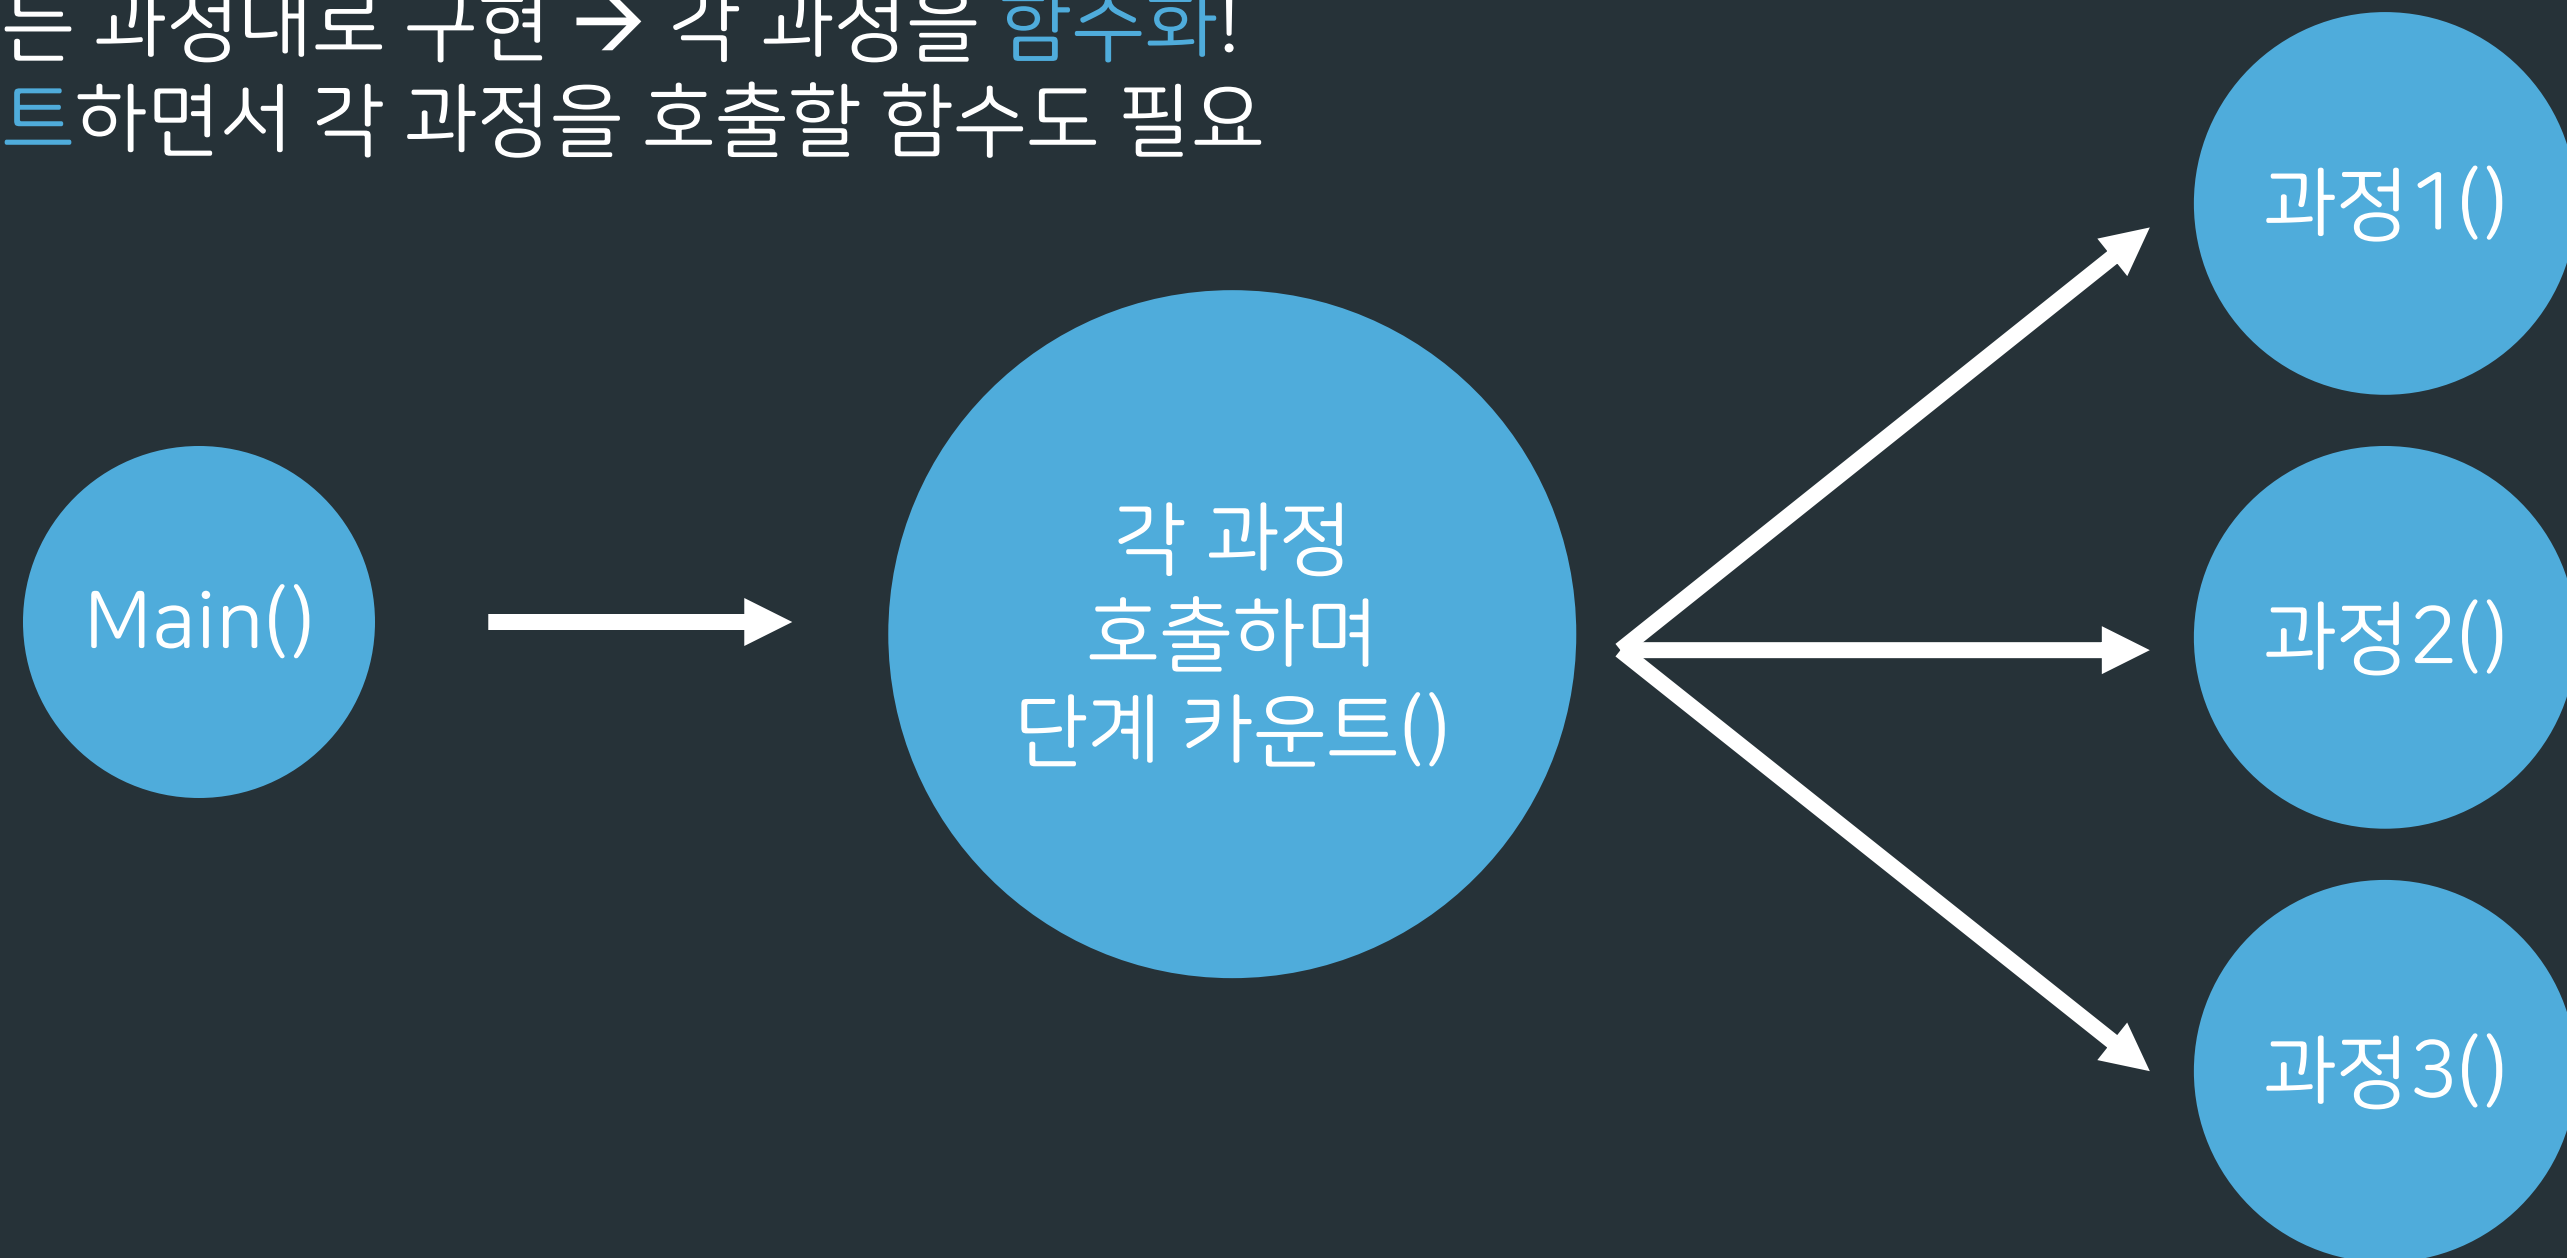 든 과정대로 구현 → 각 과정을 함수화!
트하면서 각 과정을 호출할 함수도 필요
과정1()
Main()
각 과정
호출하며
단계 카운트()
과정2()
과정3()